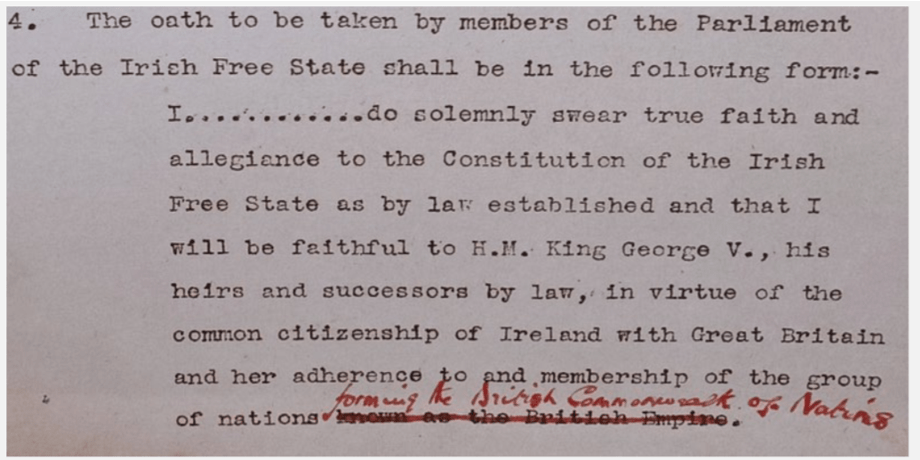 4. The oath to be taken by members of the Parliament
of the Irish Free State shall be in the following form:-
I.............do solemnly swear true faith and
allegiance to the Constitution of the Irish
Free State as by law established and that I
will be faithful to H.M. King George V., his
heirs and successors by law, in virtue of the
common citizenship of Ireland with Great Britain
and her adherence to and membership of the group
forming the British Commonwealth of Nations
of nations known as the British Empire.